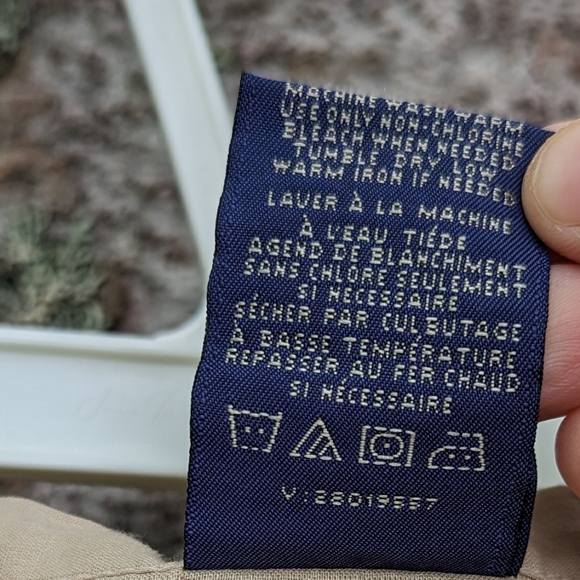 MACHINE WASH WARM
USE ONLY NON-CHLORINE
BLEACH WHEN NEEDED
TUMBLE DRY LOW
WARM IRON IF NEEDED
LAVER À LA MACHINE
À L'EAU TIÉDE
AGEND DE BLANCHIMENT
SANS CHLORE SEULEMENT
SI NÉCESSAIRE
SÉCHER PAR CULBUTAGE
À BASSE TEMPÉRATURE
REPASSER AU FER CHAUD
SI NÉCESSAIRE
V:28019557